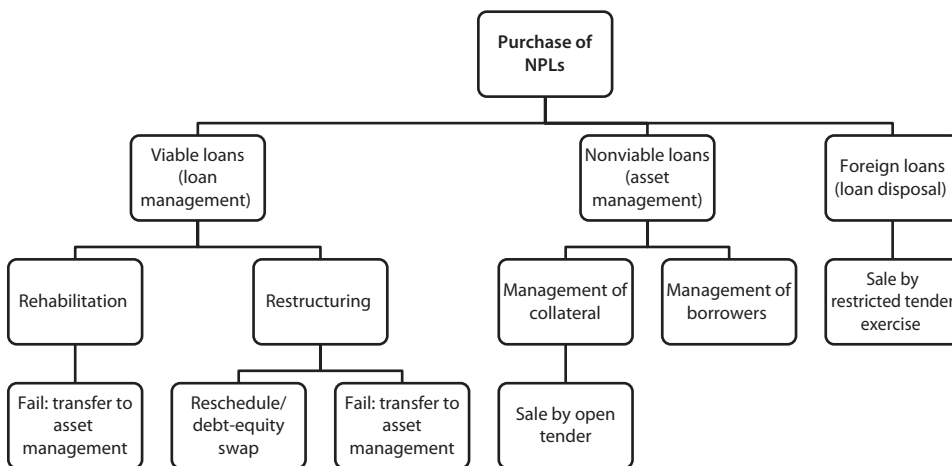 Purchase of
NPLs
Viable loans
(loan
management)
Nonviable loans
(asset
management)
Foreign loans
(loan disposal)
Rehabilitation
Restructuring
Management of
collateral
Management of
borrowers
Sale by
restricted tender
exercise
Fail: transfer to
asset
management
Reschedule/
debt-equity
swap
Fail: transfer to
asset
management
Sale by open
tender